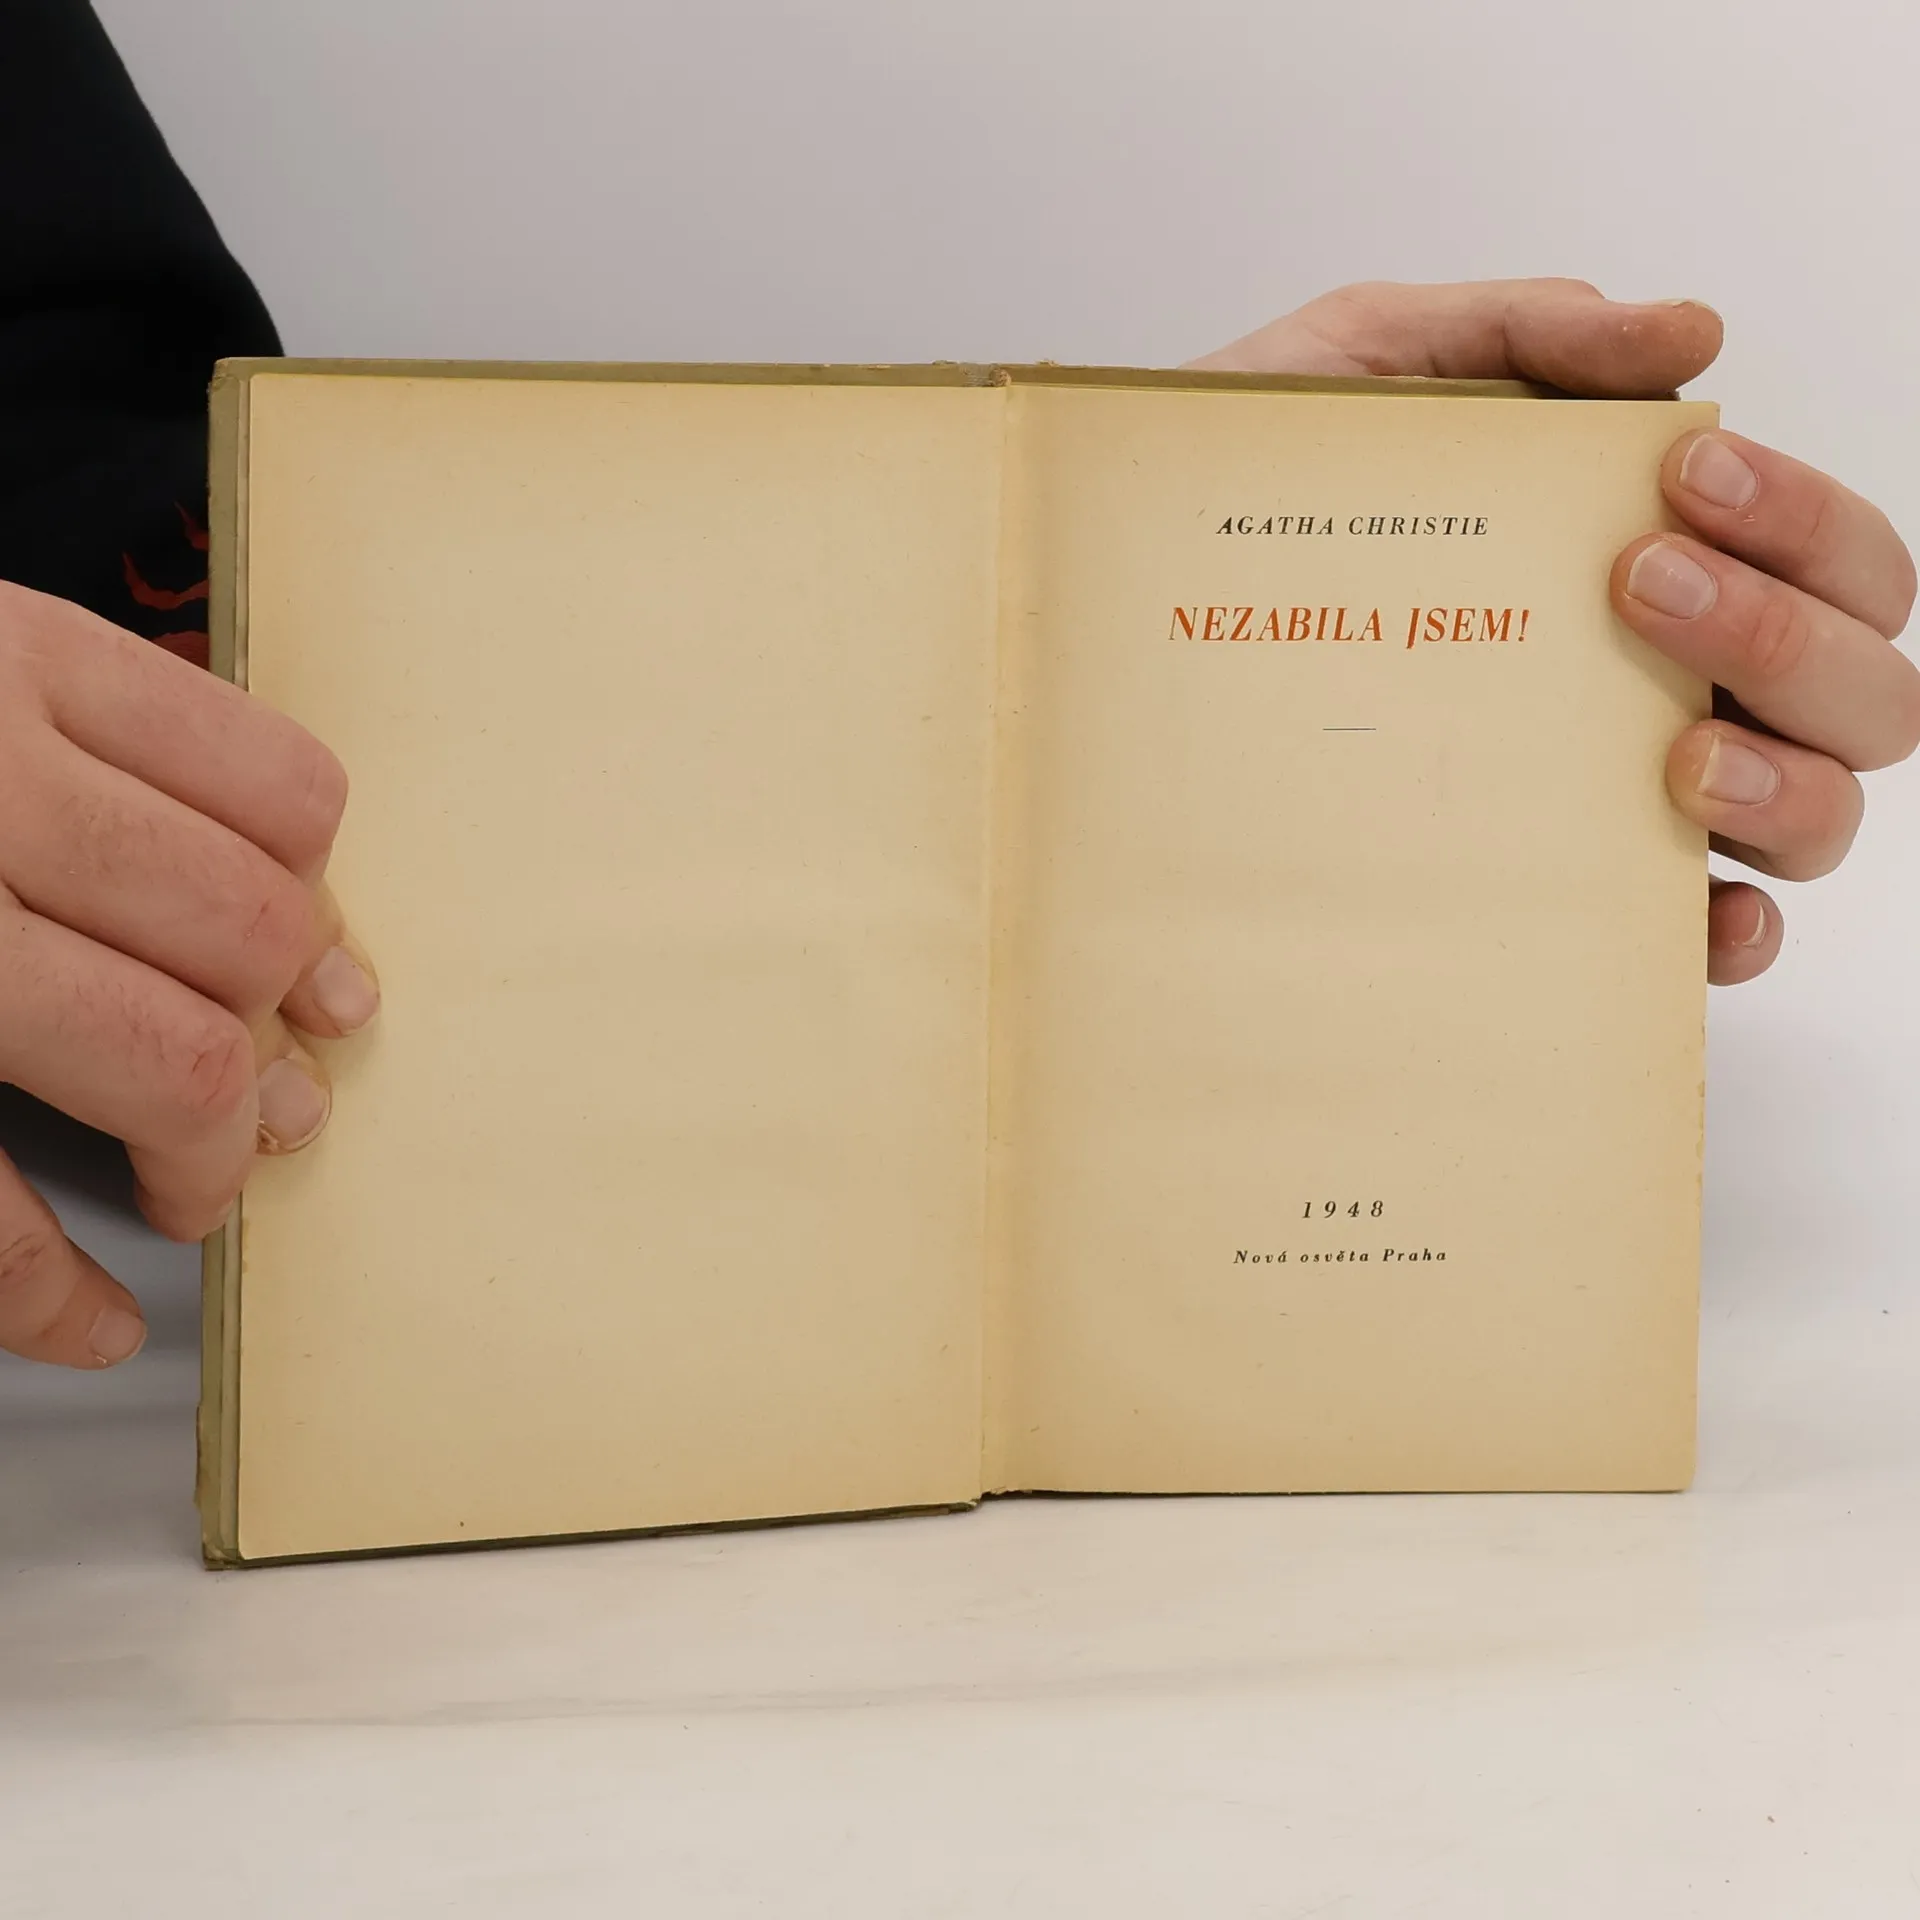 AGATHA CHRISTIE
NEZABILA JSEM!
1948
Nová osvěta Praha